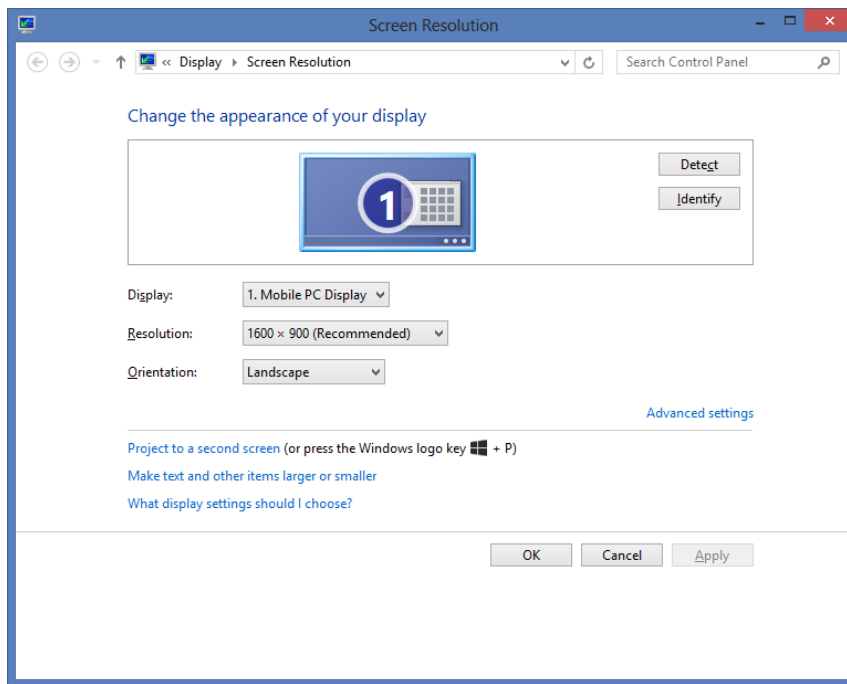 Screen Resolution
« Display Screen Resolution
Search Control Panel
Change the appearance of your display
1
Detect
Identify
Display: 1. Mobile PC Display
Resolution: 1600 × 900 (Recommended)
Orientation: Landscape
Advanced settings
Project to a second screen (or press the Windows logo key + P)
Make text and other items larger or smaller
What display settings should I choose?
OK Cancel Apply